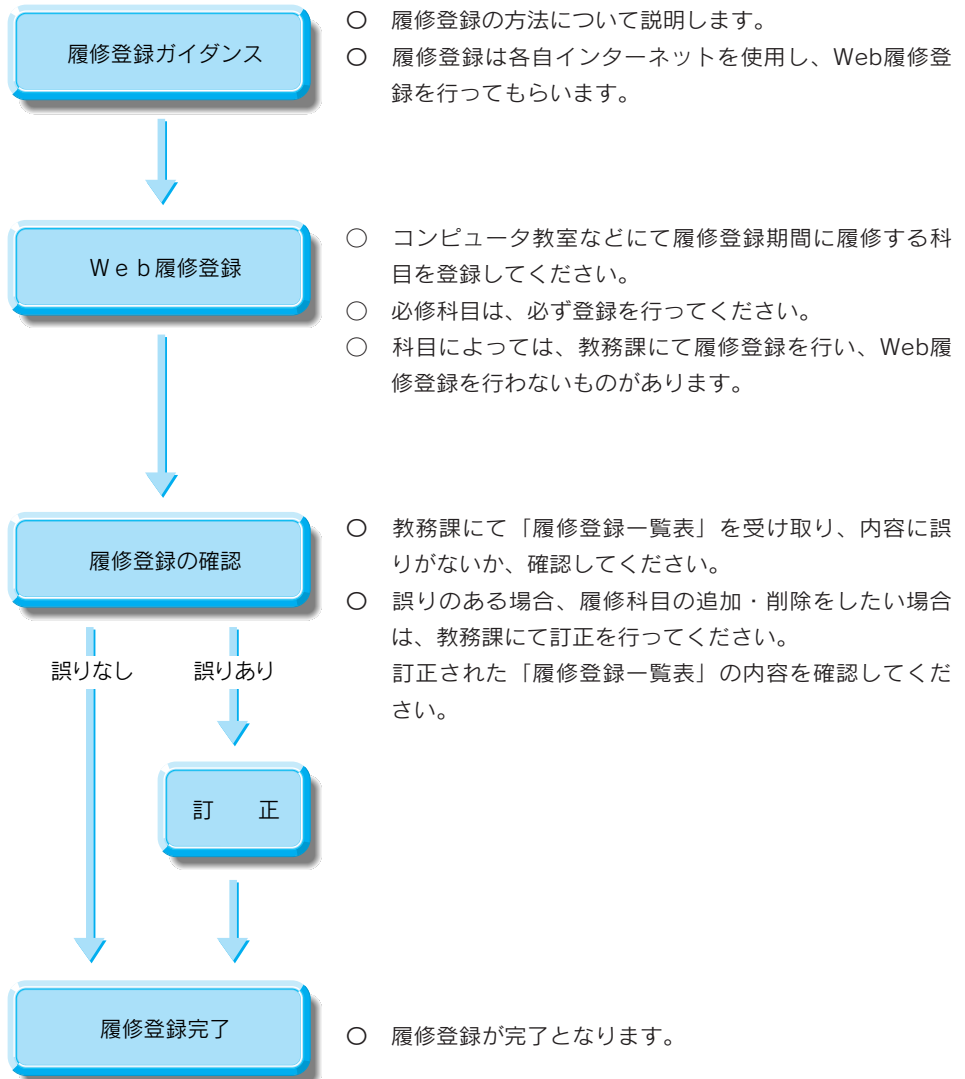 履修登録ガイダンス
○ 履修登録の方法について説明します。
○ 履修登録は各自インターネットを使用し、Web履修登
録を行ってもらいます。
Ｗｅｂ履修登録
○ コンピュータ教室などにて履修登録期間に履修する科
目を登録してください。
○ 必修科目は、必ず登録を行ってください。
○ 科目によっては、教務課にて履修登録を行い、Web履
修登録を行わないものがあります。
履修登録の確認
○ 教務課にて「履修登録一覧表」を受け取り、内容に誤
りがないか、確認してください。
○ 誤りのある場合、履修科目の追加・削除をしたい場合
は、教務課にて訂正を行ってください。
訂正された「履修登録一覧表」の内容を確認してくだ
さい。
誤りなし 誤りあり
訂　正
履修登録完了
○ 履修登録が完了となります。